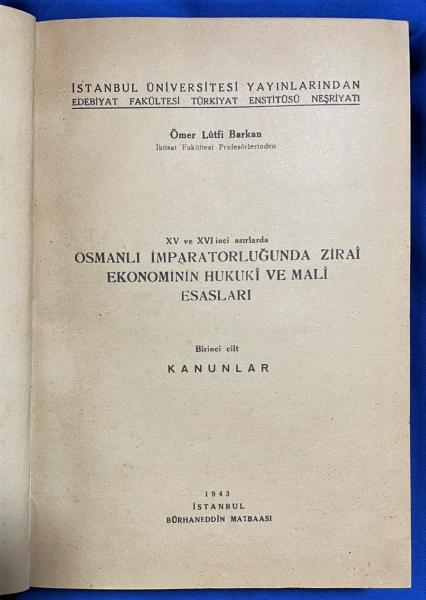 İSTANBUL ÜNİVERSİTESİ YAYINLARINDAN
EDEBİYAT FAKÜLTESİ TÜRKİYAT ENSTİTÜSÜ NEŞRİYATI
Ömer Lûtfi Barkan
İktisat Fakültesi Profesörlerinden
XV ve XVI inci asırlarda
OSMANLI İMPARATORLUĞUNDA ZİRAÎ
EKONOMİNİN HUKUKÎ VE MALÎ
ESASLARI
Birinci cilt
KANUNLAR
1943
İSTANBUL
BÜRHANEDDİN MATBAASI